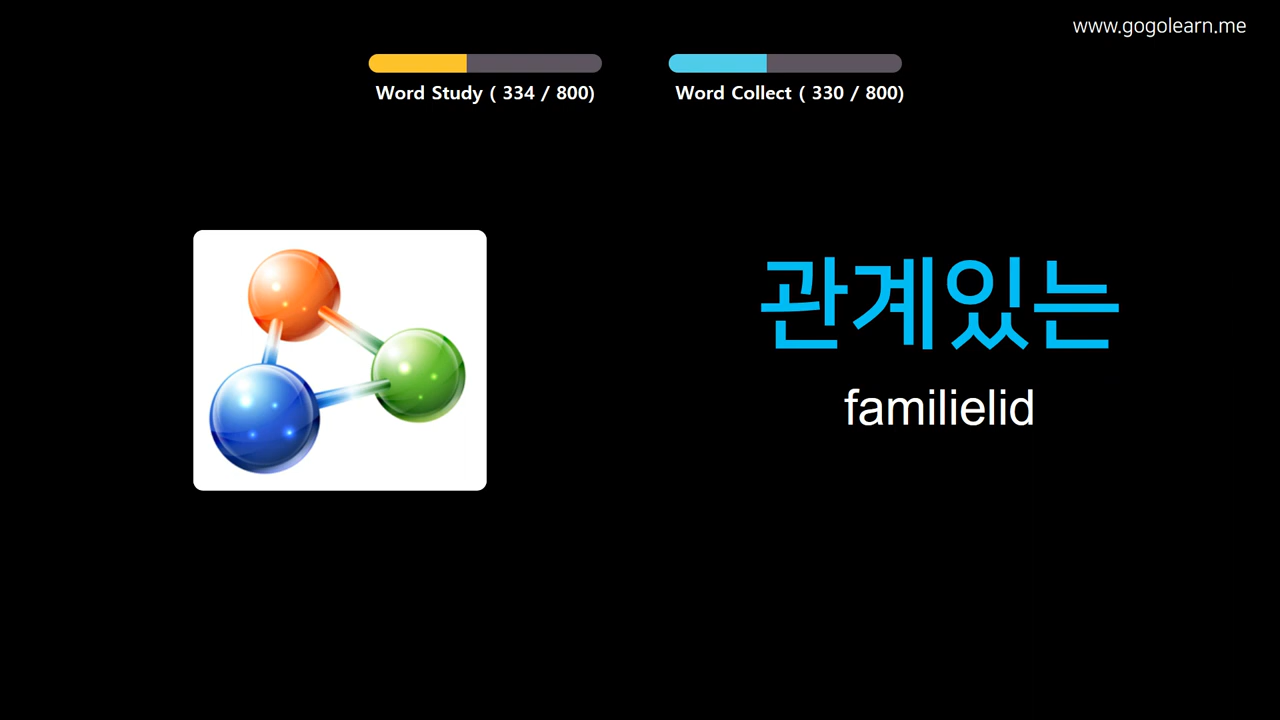 www.gogolearn.me
Word Study ( 334 / 800)
Word Collect ( 330 / 800)
관계있는
familielid